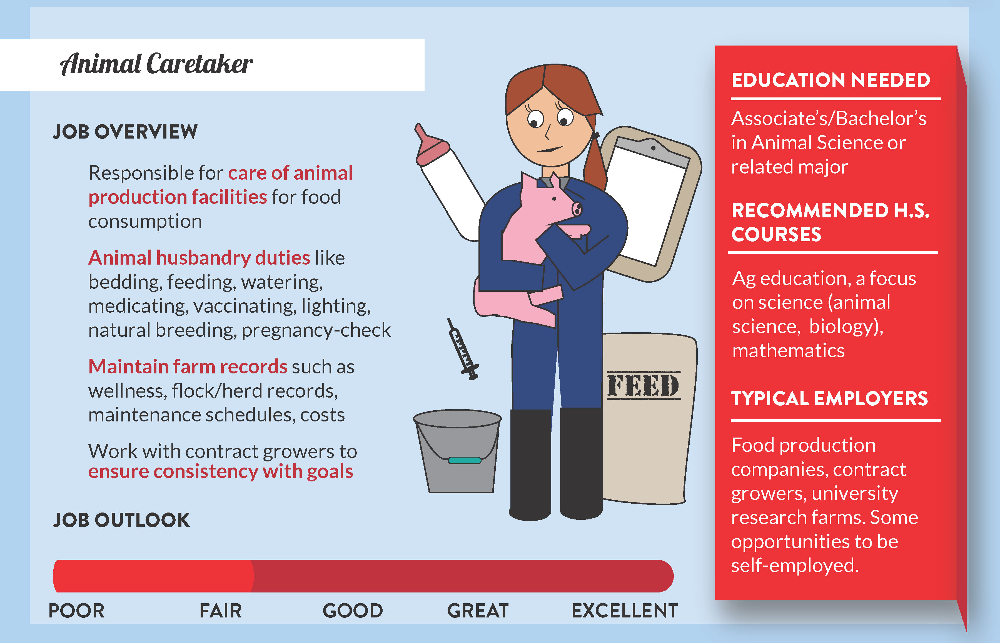 Animal Caretaker
JOB OVERVIEW
Responsible for care of animal
production facilities for food
consumption
Animal husbandry duties like
bedding, feeding, watering,
medicating, vaccinating, lighting,
natural breeding, pregnancy-check
Maintain farm records such as
wellness, flock/herd records,
maintenance schedules, costs
Work with contract growers to
ensure consistency with goals
JOB OUTLOOK
POOR FAIR GOOD GREAT EXCELLENT
FEED
EDUCATION NEEDED
Associate’s/Bachelor’s
in Animal Science or
related major
RECOMMENDED H.S.
COURSES
Ag education, a focus
on science (animal
science, biology),
mathematics
TYPICAL EMPLOYERS
Food production
companies, contract
growers, university
research farms. Some
opportunities to be
self-employed.